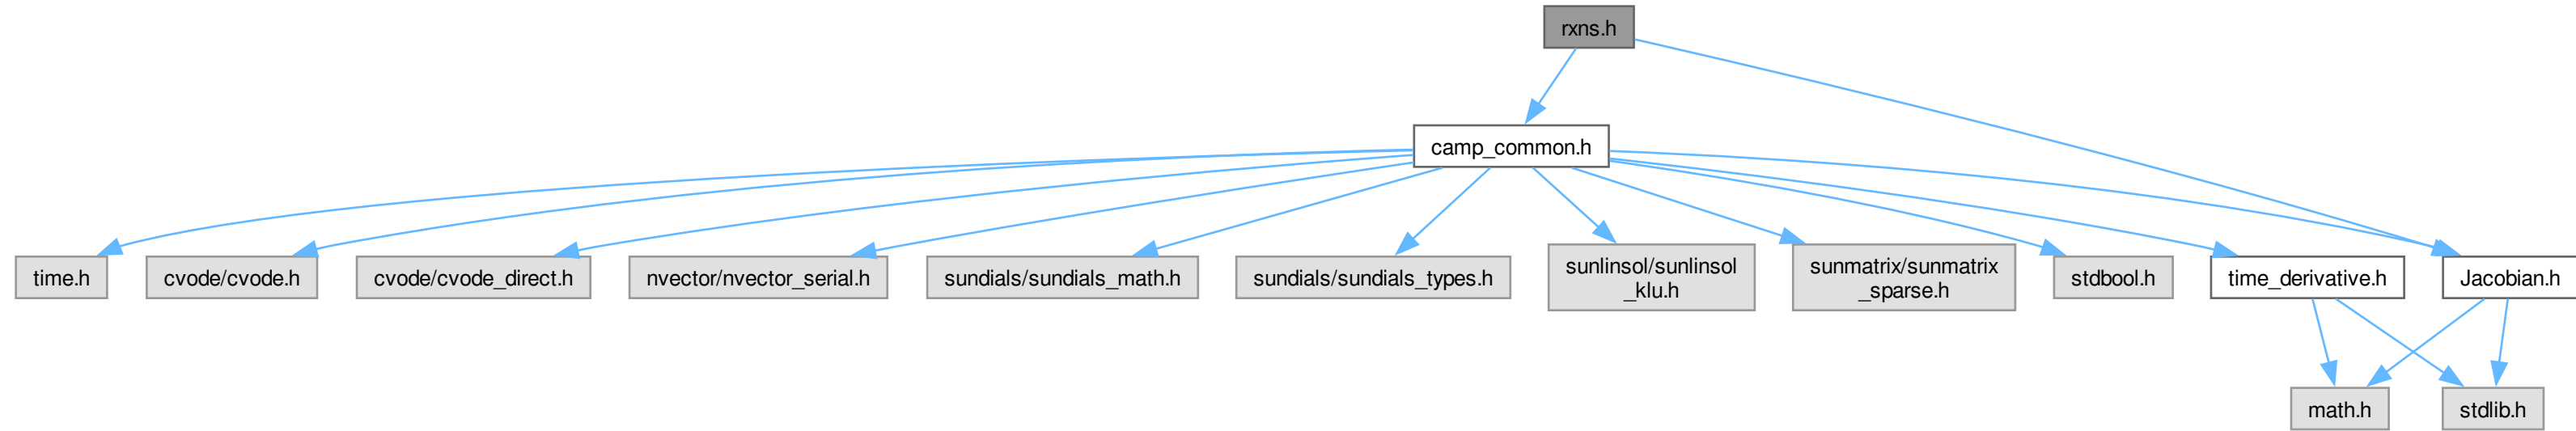 rxns.h
camp_common.h
time.h
cvode/cvode.h
cvode/cvode_direct.h
nvector/nvector_serial.h
sundials/sundials_math.h
sundials/sundials_types.h
sunlinsol/sunlinsol
_klu.h
sunmatrix/sunmatrix
_sparse.h
stdbool.h
time_derivative.h
Jacobian.h
math.h
stdlib.h